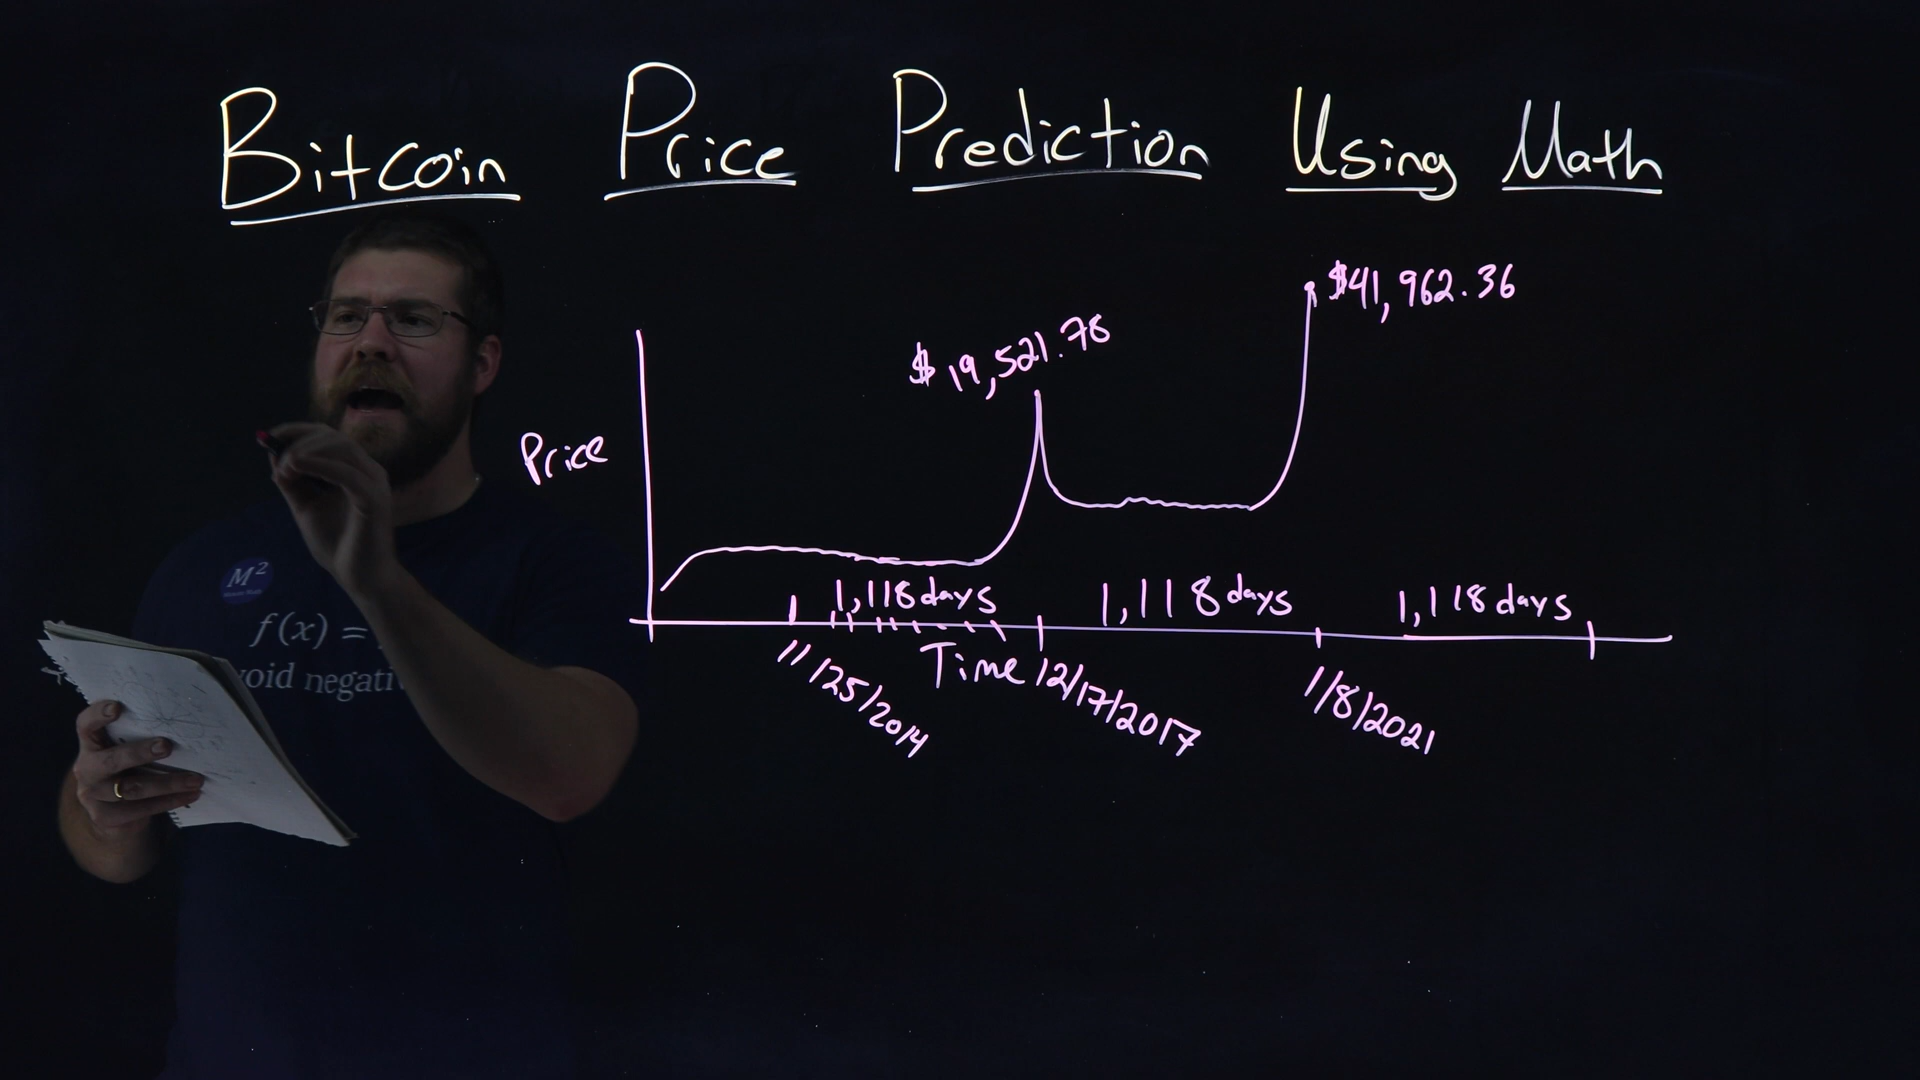 Bitcoin Price Prediction Using Math
$41,962.36
$19,521.78
Price
1,118 days
1,118 days
1,118 days
Time
11/25/2014
12/17/2017
1/8/2021
M²
f(x) =
void negati